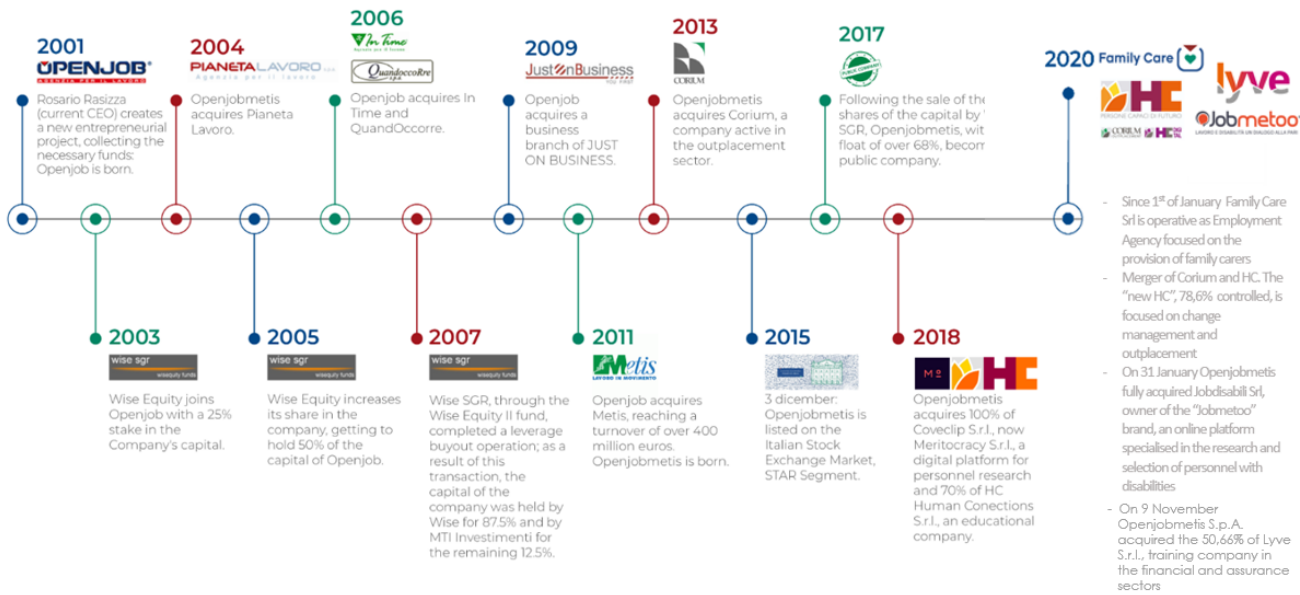 2001
OPENJOB
AGENZIA PER IL LAVORO
Rosario Rasizza
(current CEO) creates
a new entrepreneurial
project, collecting the
necessary funds:
Openjob is born.
2003
wise sgr
wisequity funds
Wise Equity joins
Openjob with a 25%
stake in the
Company's capital.
2004
PIANETALAVORO
Agenzia per il lavoro
Openjobmetis
acquires Pianeta
Lavoro.
2005
wise sgr
wisequity funds
Wise Equity increases
its share in the
company, getting to
hold 50% of the
capital of Openjob.
2006
In Time
QuandoccoRre
Openjob acquires In
Time and
QuandOccorre.
2007
wise sgr
wisequity funds
Wise SGR, through the
Wise Equity II fund,
completed a leverage
buyout operation; as a
result of this
transaction, the
capital of the
company was held by
Wise for 87.5% and by
MTI Investimenti for
the remaining 12.5%.
2009
JustOnBusiness
YOU FIRST
Openjob
acquires a
business
branch of JUST
ON BUSINESS.
2011
Metis
LAVORO IN MOVIMENTO
Openjob acquires
Metis, reaching a
turnover of over 400
million euros.
Openjobmetis is born.
2013
CORIUM
Openjobmetis
acquires Corium, a
company active in
the outplacement
sector.
2015
3 dicember:
Openjobmetis is
listed on the
Italian Stock
Exchange Market,
STAR Segment.
2017
PUBLIC COMPANY
Following the sale of the
shares of the capital by
SGR, Openjobmetis, wit
float of over 68%, becom
public company.
2018
Mo
HC
Openjobmetis
acquires 100% of
Coveclip S.r.l., now
Meritocracy S.r.l., a
digital platform for
personnel research
and 70% of HC
Human Conections
S.r.l., an educational
company.
2020
Family Care
HC
PERSONE CAPACI DI FUTURO
CORIUM
HC
lyve
Jobmetoo
LAVORO E DISABILITÀ UN DIALOGO ALLA PARI
- Since 1st of January Family Care
Srl is operative as Employment
Agency focused on the
provision of family carers
- Merger of Corium and HC. The
"new HC", 78,6% controlled, is
focused on change
management and
outplacement
- On 31 January Openjobmetis
fully acquired Jobdisabili Srl,
owner of the "Jobmetoo"
brand, an online platform
specialised in the research and
selection of personnel with
disabilities
- On 9 November
Openjobmetis S.p.A.
acquired the 50,66% of Lyve
S.r.l., training company in
the financial and assurance
sectors